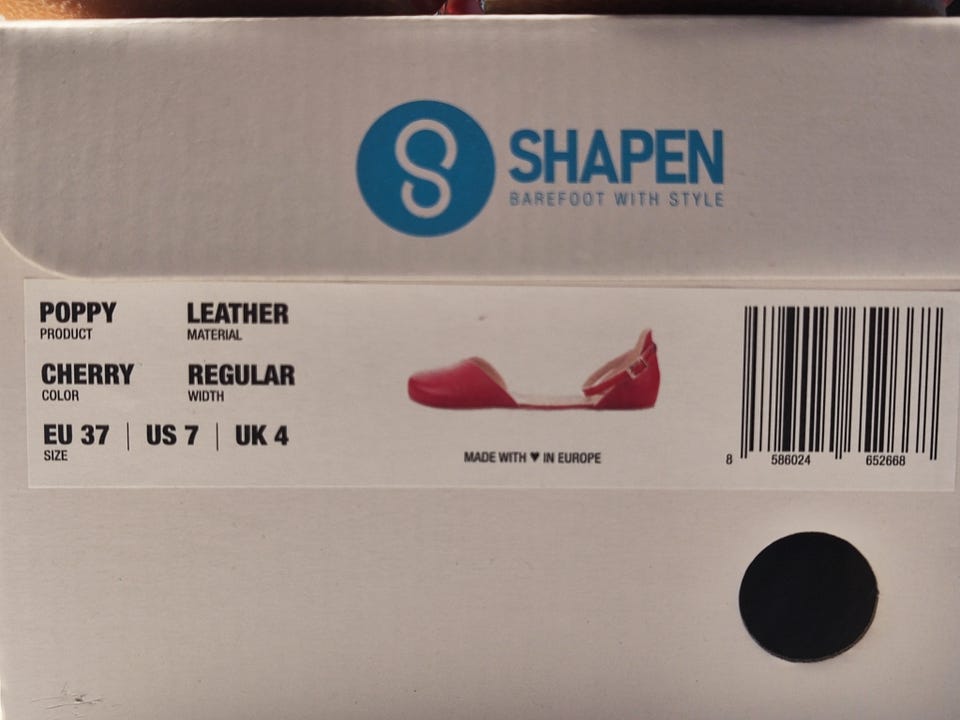 SHAPEN
BAREFOOT WITH STYLE
POPPY LEATHER
PRODUCT MATERIAL
CHERRY REGULAR
COLOR WIDTH
EU 37 | US 7 | UK 4
SIZE
MADE WITH ♥ IN EUROPE
8 586024 652668